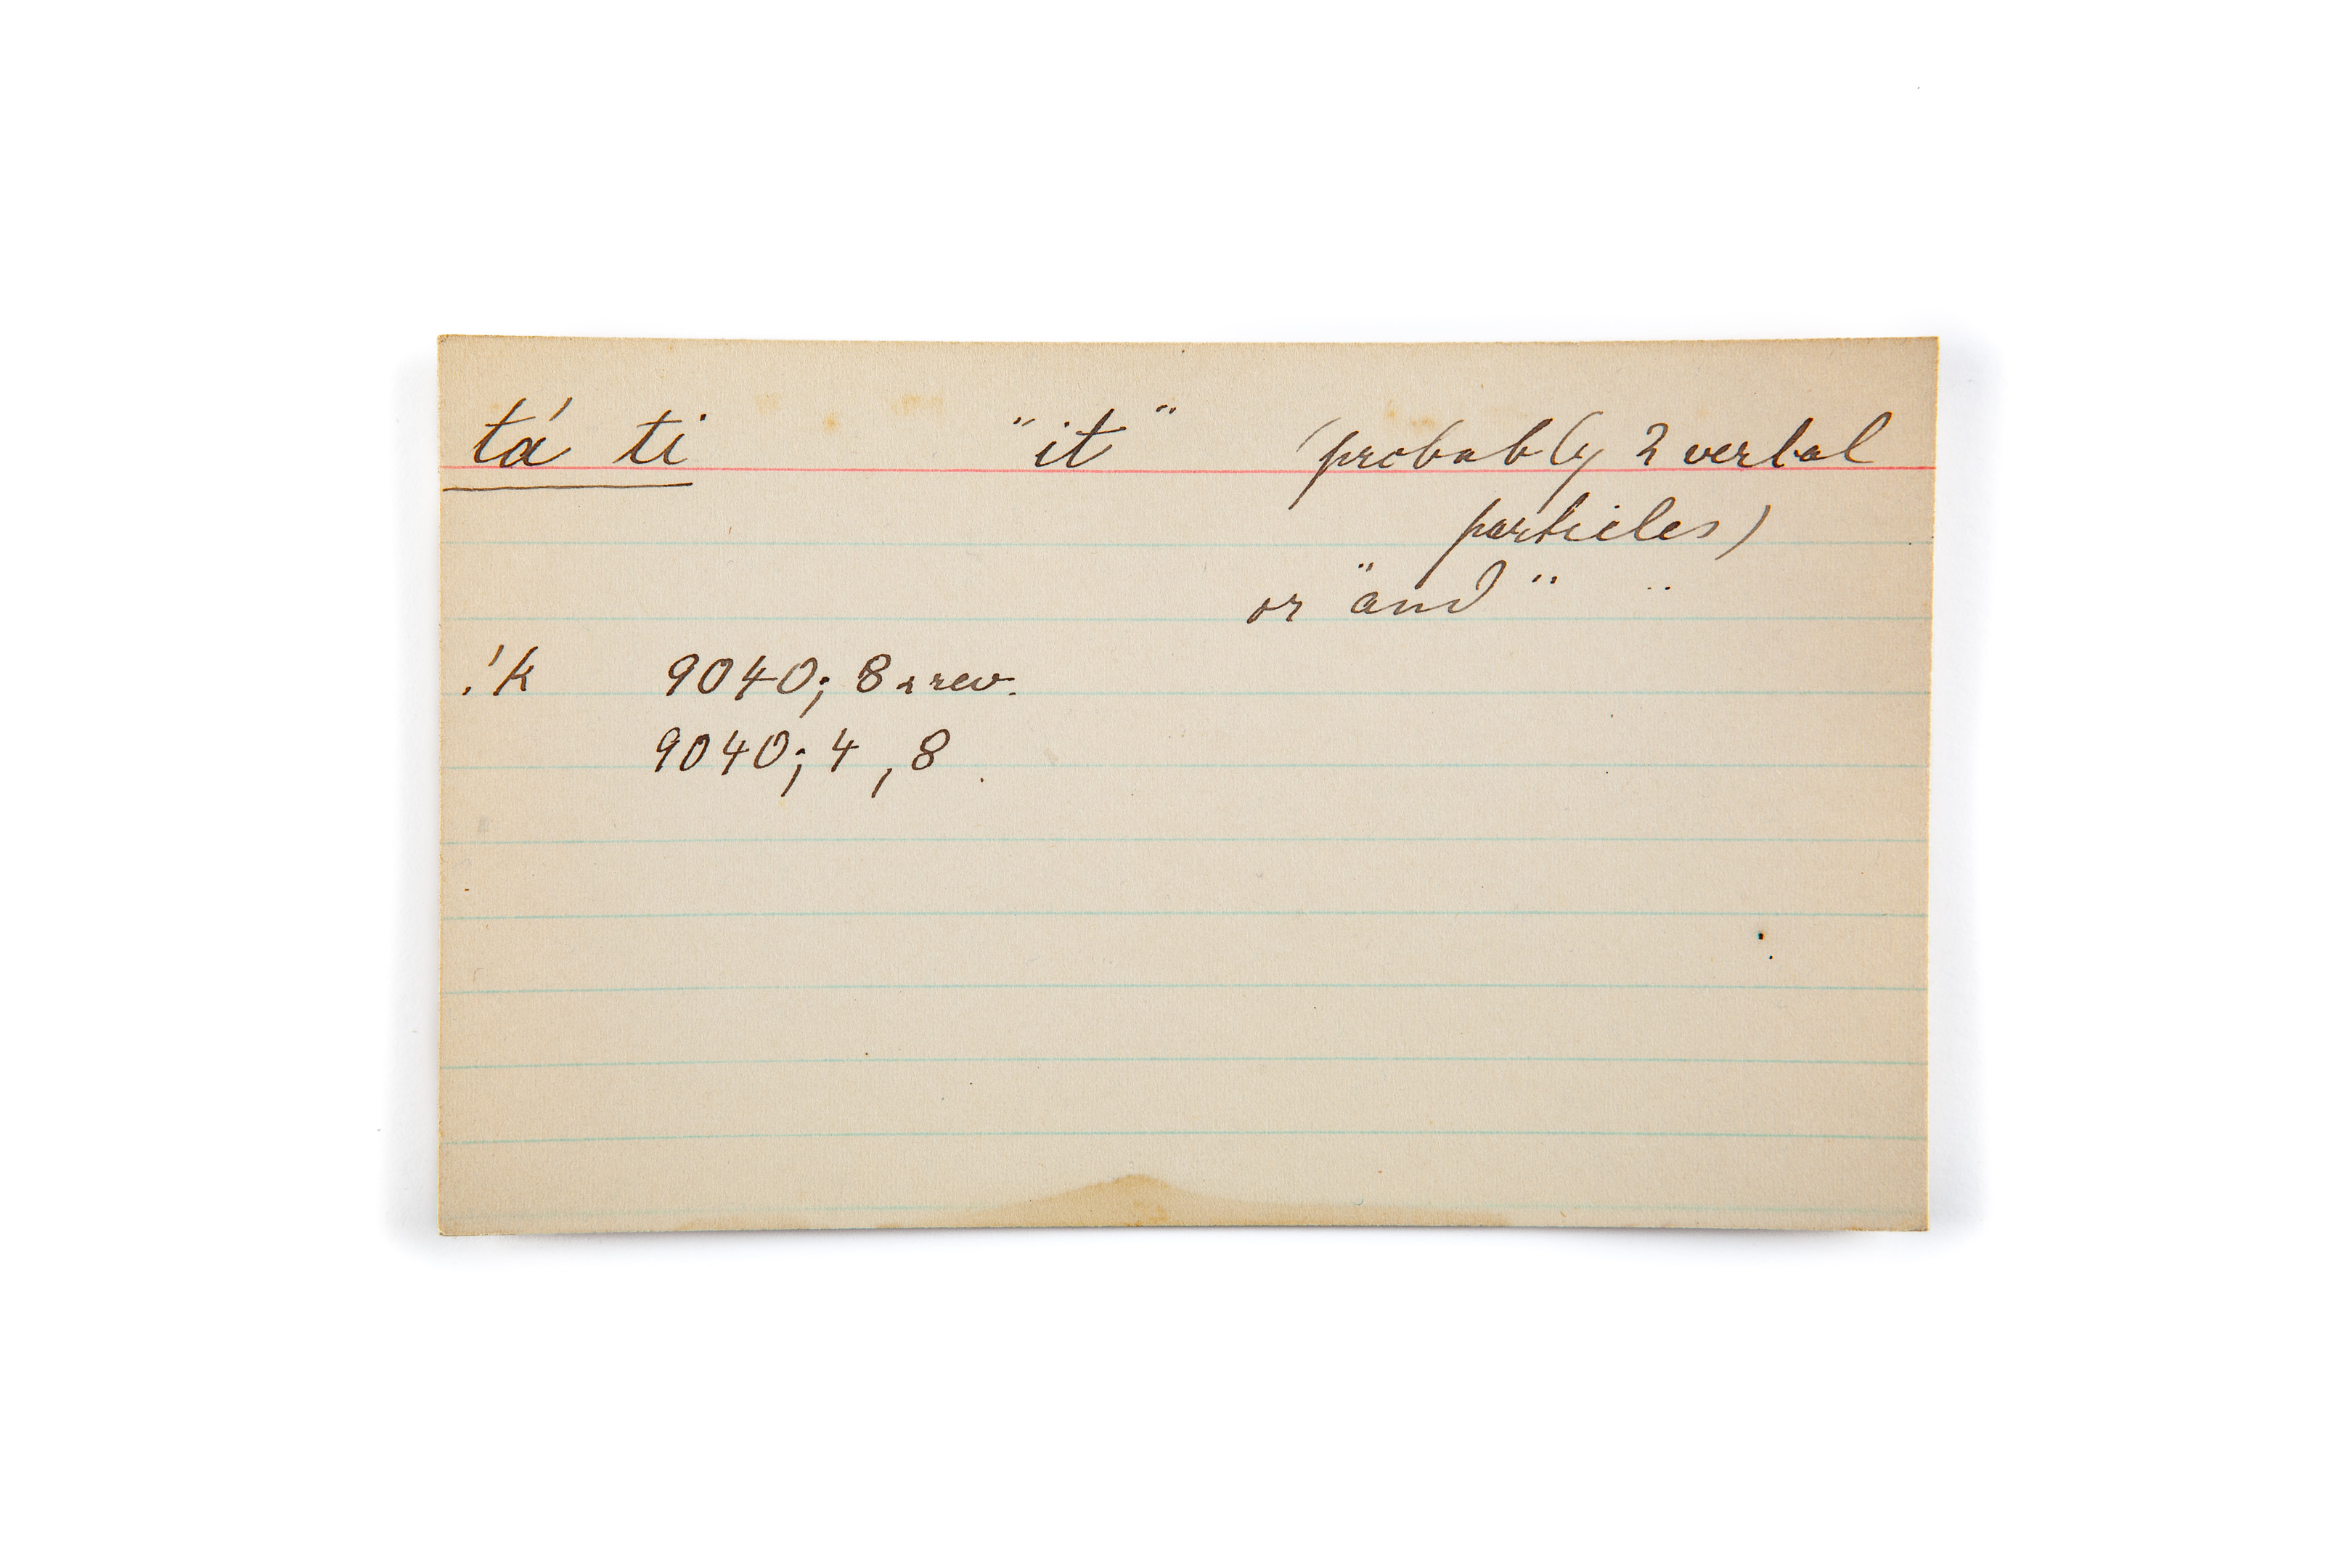 tá ti "it" (probably 2 verbal
particles)
or "and"
!k 9040; 8 rev.
9040; 4, 8